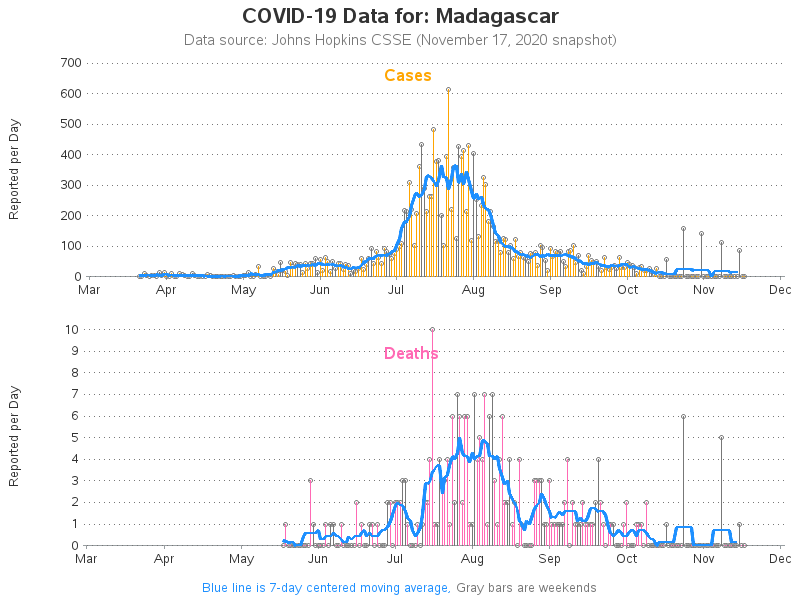 COVID-19 Data for: Madagascar
Data source: Johns Hopkins CSSE (November 17, 2020 snapshot)
Cases
Reported per Day
700
600
500
400
300
200
100
0
Mar Apr May Jun Jul Aug Sep Oct Nov Dec
Deaths
Reported per Day
10
9
8
7
6
5
4
3
2
1
0
Mar Apr May Jun Jul Aug Sep Oct Nov Dec
Blue line is 7-day centered moving average, Gray bars are weekends